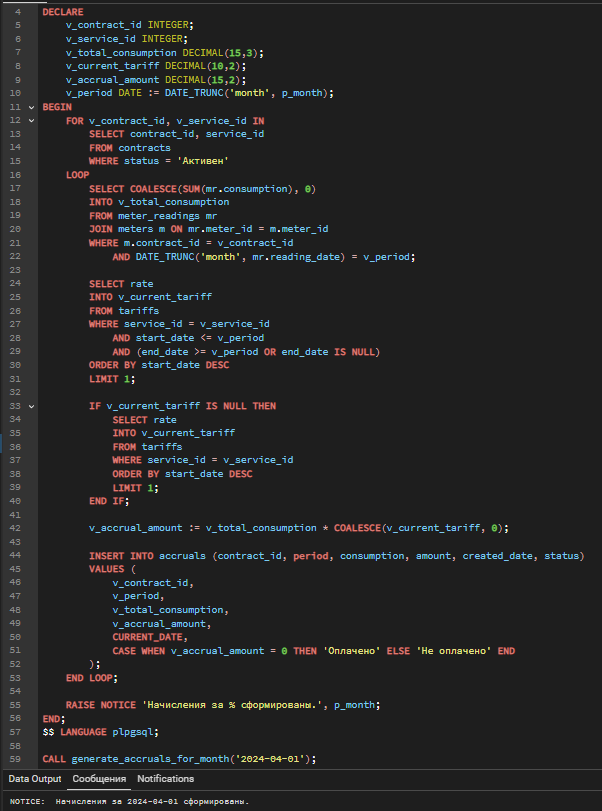 4 DECLARE
5 v_contract_id INTEGER;
6 v_service_id INTEGER;
7 v_total_consumption DECIMAL(15,3);
8 v_current_tariff DECIMAL(10,2);
9 v_accrual_amount DECIMAL(15,2);
10 v_period DATE := DATE_TRUNC('month', p_month);
11 BEGIN
12 FOR v_contract_id, v_service_id IN
13 SELECT contract_id, service_id
14 FROM contracts
15 WHERE status = 'Активен'
16 LOOP
17 SELECT COALESCE(SUM(mr.consumption), 0)
18 INTO v_total_consumption
19 FROM meter_readings mr
20 JOIN meters m ON mr.meter_id = m.meter_id
21 WHERE m.contract_id = v_contract_id
22 AND DATE_TRUNC('month', mr.reading_date) = v_period;
23
24 SELECT rate
25 INTO v_current_tariff
26 FROM tariffs
27 WHERE service_id = v_service_id
28 AND start_date <= v_period
29 AND (end_date >= v_period OR end_date IS NULL)
30 ORDER BY start_date DESC
31 LIMIT 1;
32
33 IF v_current_tariff IS NULL THEN
34 SELECT rate
35 INTO v_current_tariff
36 FROM tariffs
37 WHERE service_id = v_service_id
38 ORDER BY start_date DESC
39 LIMIT 1;
40 END IF;
41
42 v_accrual_amount := v_total_consumption * COALESCE(v_current_tariff, 0);
43
44 INSERT INTO accruals (contract_id, period, consumption, amount, created_date, status)
45 VALUES (
46 v_contract_id,
47 v_period,
48 v_total_consumption,
49 v_accrual_amount,
50 CURRENT_DATE,
51 CASE WHEN v_accrual_amount = 0 THEN 'Оплачено' ELSE 'Не оплачено' END
52 );
53 END LOOP;
54
55 RAISE NOTICE 'Начисления за % сформированы.', p_month;
56 END;
57 $$ LANGUAGE plpgsql;
58
59 CALL generate_accruals_for_month('2024-04-01');
Data Output Сообщения Notifications
NOTICE: Начисления за 2024-04-01 сформированы.